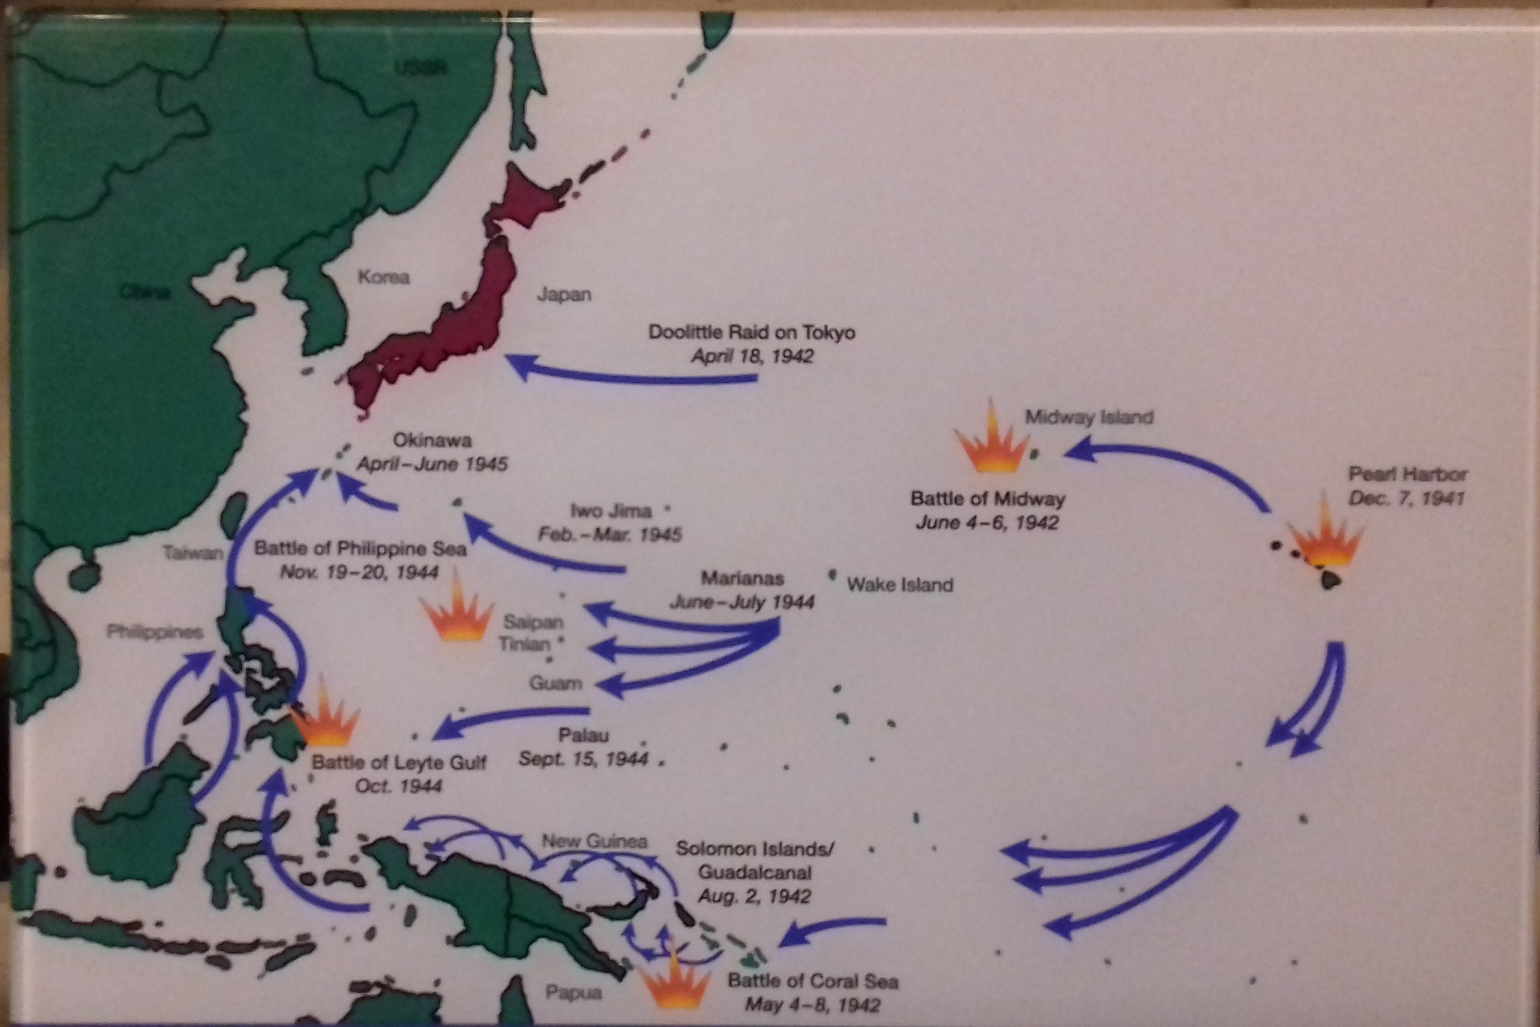 USSR
China
Korea
Japan
Doolittle Raid on Tokyo
April 18, 1942
Midway Island
Battle of Midway
June 4–6, 1942
Pearl Harbor
Dec. 7, 1941
Okinawa
April–June 1945
Iwo Jima
Feb.–Mar. 1945
Taiwan
Battle of Philippine Sea
Nov. 19–20, 1944
Marianas
June–July 1944
Wake Island
Saipan
Tinian
Guam
Philippines
Palau
Sept. 15, 1944
Battle of Leyte Gulf
Oct. 1944
New Guinea
Solomon Islands/
Guadalcanal
Aug. 2, 1942
Battle of Coral Sea
May 4–8, 1942
Papua